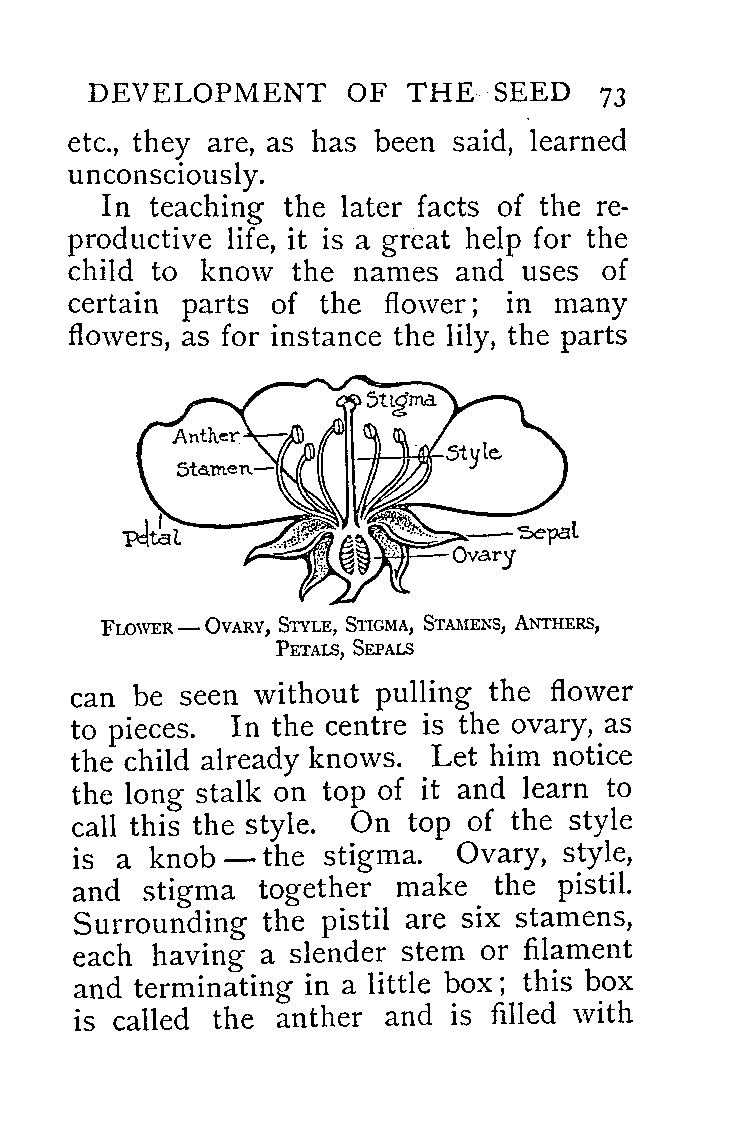 DEVELOPMENT OF THE SEED 73
etc., they are, as has been said, learned
unconsciously.
In teaching the later facts of the re-
productive life, it is a great help for the
child to know the names and uses of
certain parts of the flower; in many
flowers, as for instance the lily, the parts
Stigma
Anther
Style
Stamen
Petal
Sepal
Ovary
FLOWER — OVARY, STYLE, STIGMA, STAMENS, ANTHERS,
PETALS, SEPALS
can be seen without pulling the flower
to pieces. In the centre is the ovary, as
the child already knows. Let him notice
the long stalk on top of it and learn to
call this the style. On top of the style
is a knob — the stigma. Ovary, style,
and stigma together make the pistil.
Surrounding the pistil are six stamens,
each having a slender stem or filament
and terminating in a little box; this box
is called the anther and is filled with